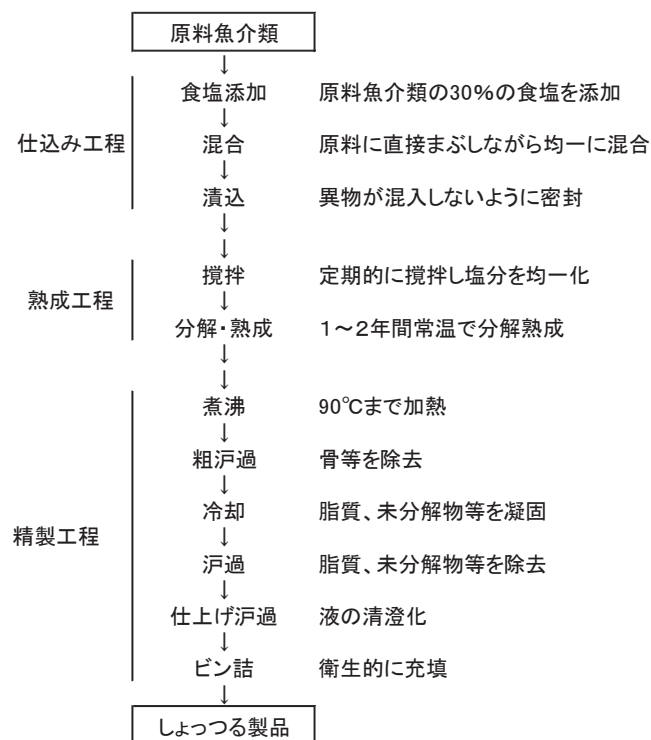 原料魚介類
↓
食塩添加 原料魚介類の30%の食塩を添加
↓
仕込み工程 混合 原料に直接まぶしながら均一に混合
↓
漬込 異物が混入しないように密封
↓
↓
撹拌 定期的に撹拌し塩分を均一化
熟成工程 ↓
分解・熟成 1～2年間常温で分解熟成
↓
↓
煮沸 90℃まで加熱
↓
粗沪過 骨等を除去
↓
冷却 脂質、未分解物等を凝固
精製工程 ↓
沪過 脂質、未分解物等を除去
↓
仕上げ沪過 液の清澄化
↓
ビン詰 衛生的に充填
↓
しょっつる製品